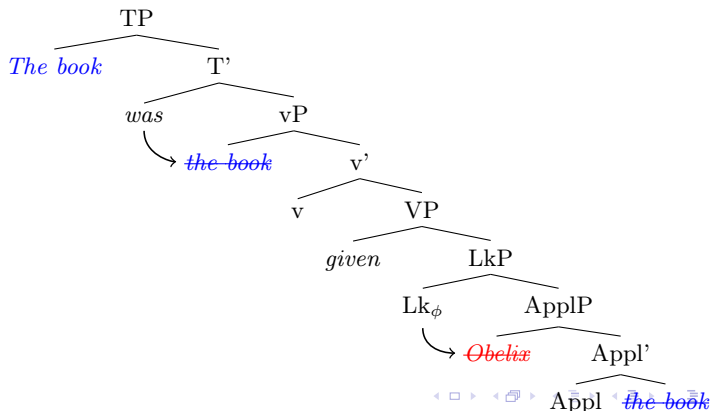 TP
The book T’
was vP
the book v’
v VP
given LkP
Lkϕ ApplP
Obelix Appl’
Appl the book